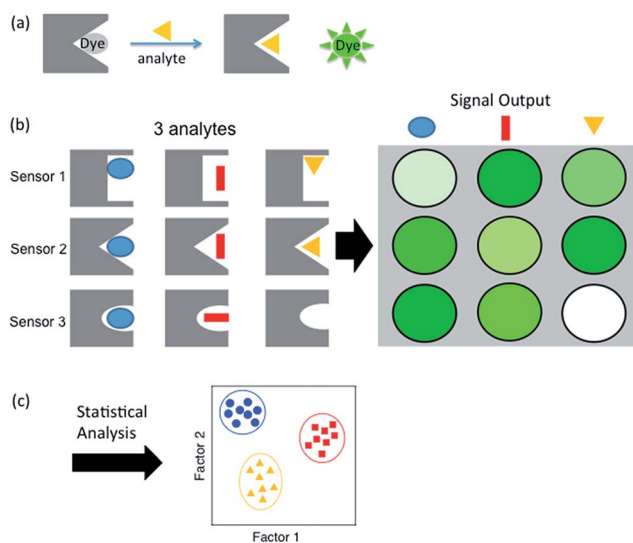 (a)
Dye
analyte
Dye
Signal Output
(b)
3 analytes
Sensor 1
Sensor 2
Sensor 3
(c)
Statistical
Analysis
Factor 2
Factor 1